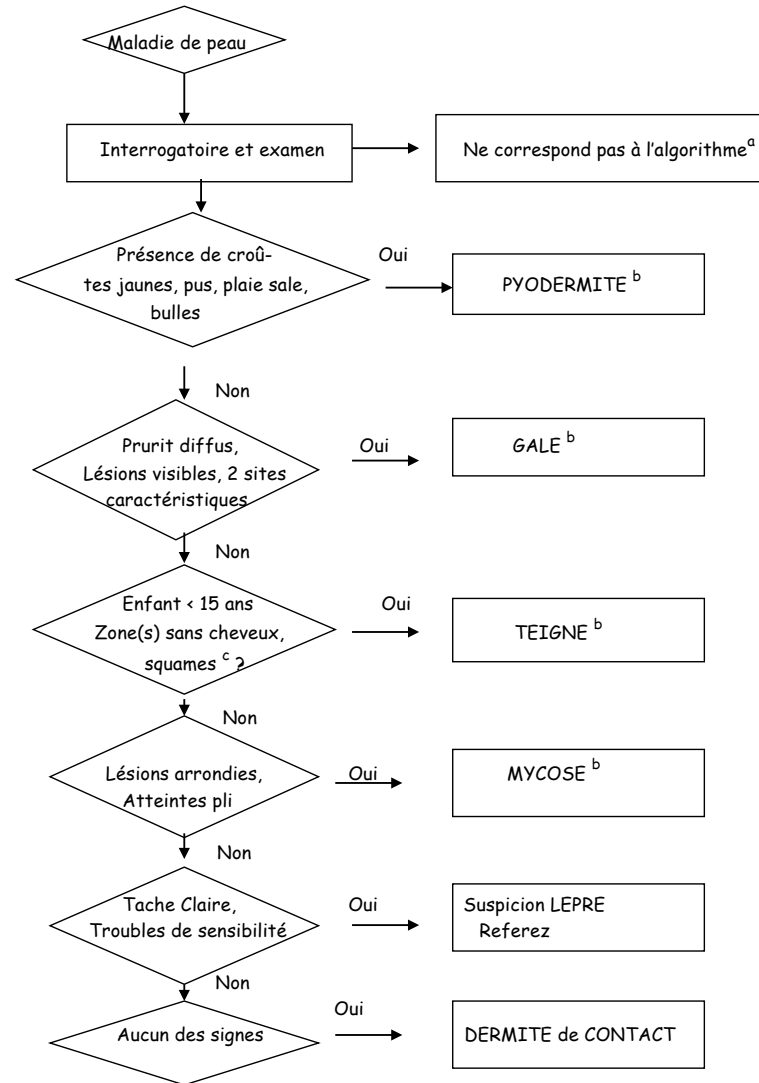 Maladie de peau
Interrogatoire et examen
Ne correspond pas à l'algorithme a
Présence de croû-
tes jaunes, pus, plaie sale,
bulles
Oui
PYODERMITE b
Non
Prurit diffus,
Lésions visibles, 2 sites
caractéristiques
Oui
GALE b
Non
Enfant < 15 ans
Zone(s) sans cheveux,
squames c ?
Oui
TEIGNE b
Non
Lésions arrondies,
Atteintes pli
Oui
MYCOSE b
Non
Tache Claire,
Troubles de sensibilité
Oui
Suspicion LEPRE
Referez
Non
Aucun des signes
Oui
DERMITE de CONTACT